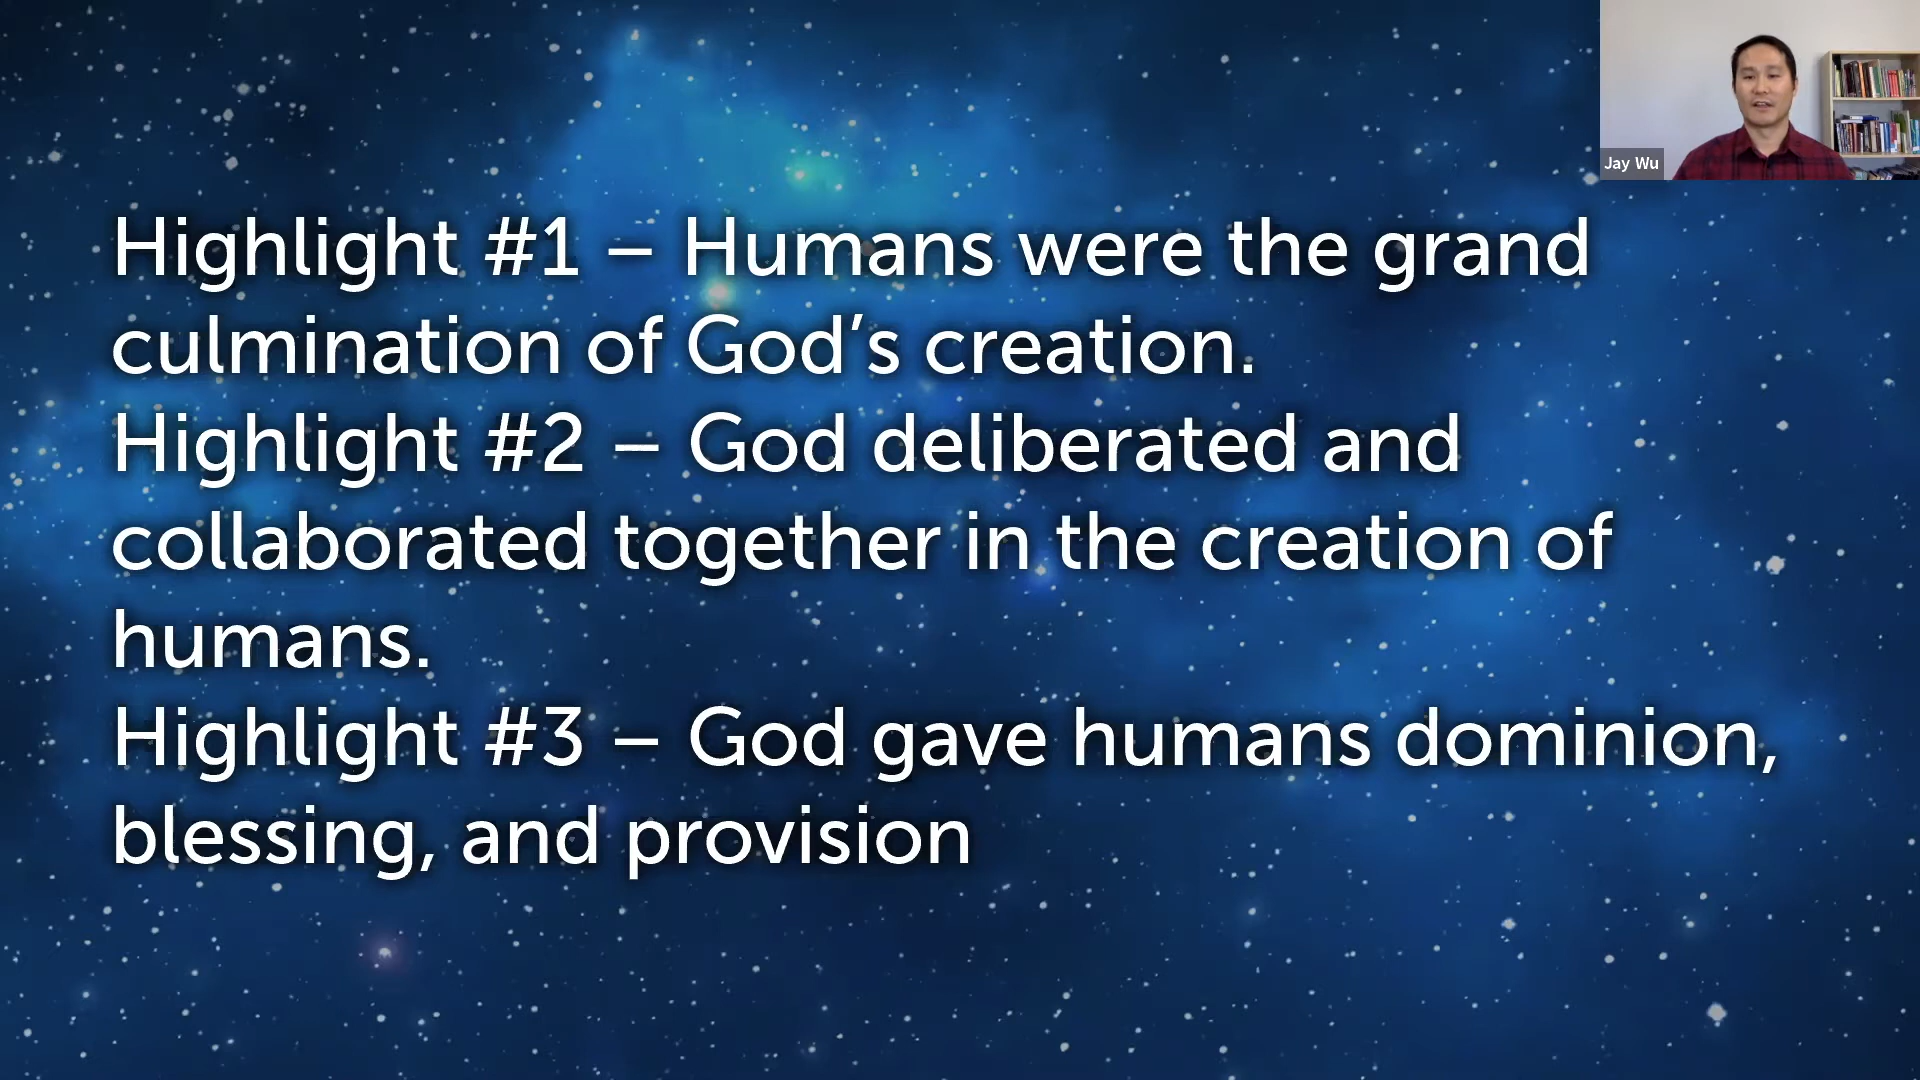 Jay Wu
Highlight #1 – Humans were the grand
culmination of God’s creation.
Highlight #2 – God deliberated and
collaborated together in the creation of
humans.
Highlight #3 – God gave humans dominion,
blessing, and provision